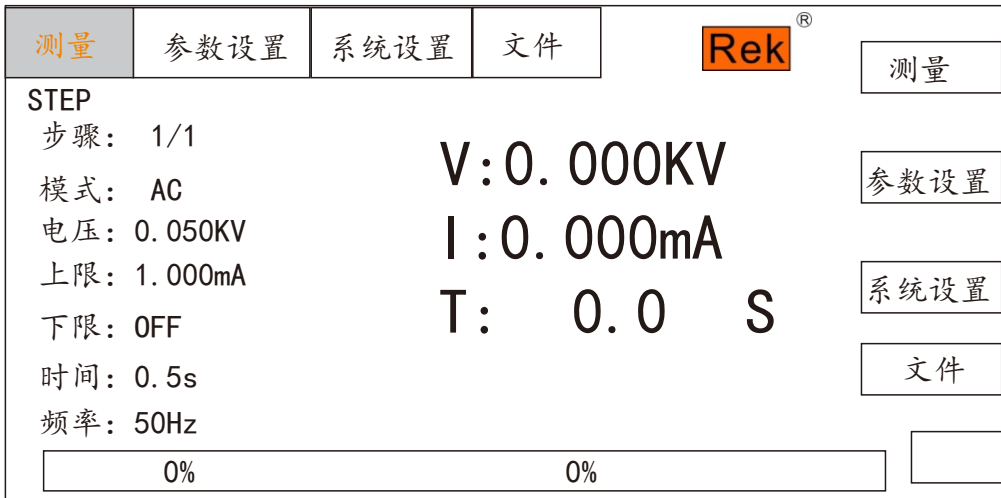 测量 参数设置 系统设置 文件 Rek®
测量
STEP
步骤: 1/1
模式: AC
电压: 0.050KV
上限: 1.000mA
下限: OFF
时间: 0.5s
频率: 50Hz
V:0.000KV
I:0.000mA
T: 0.0 S
参数设置
系统设置
文件
0% 0%